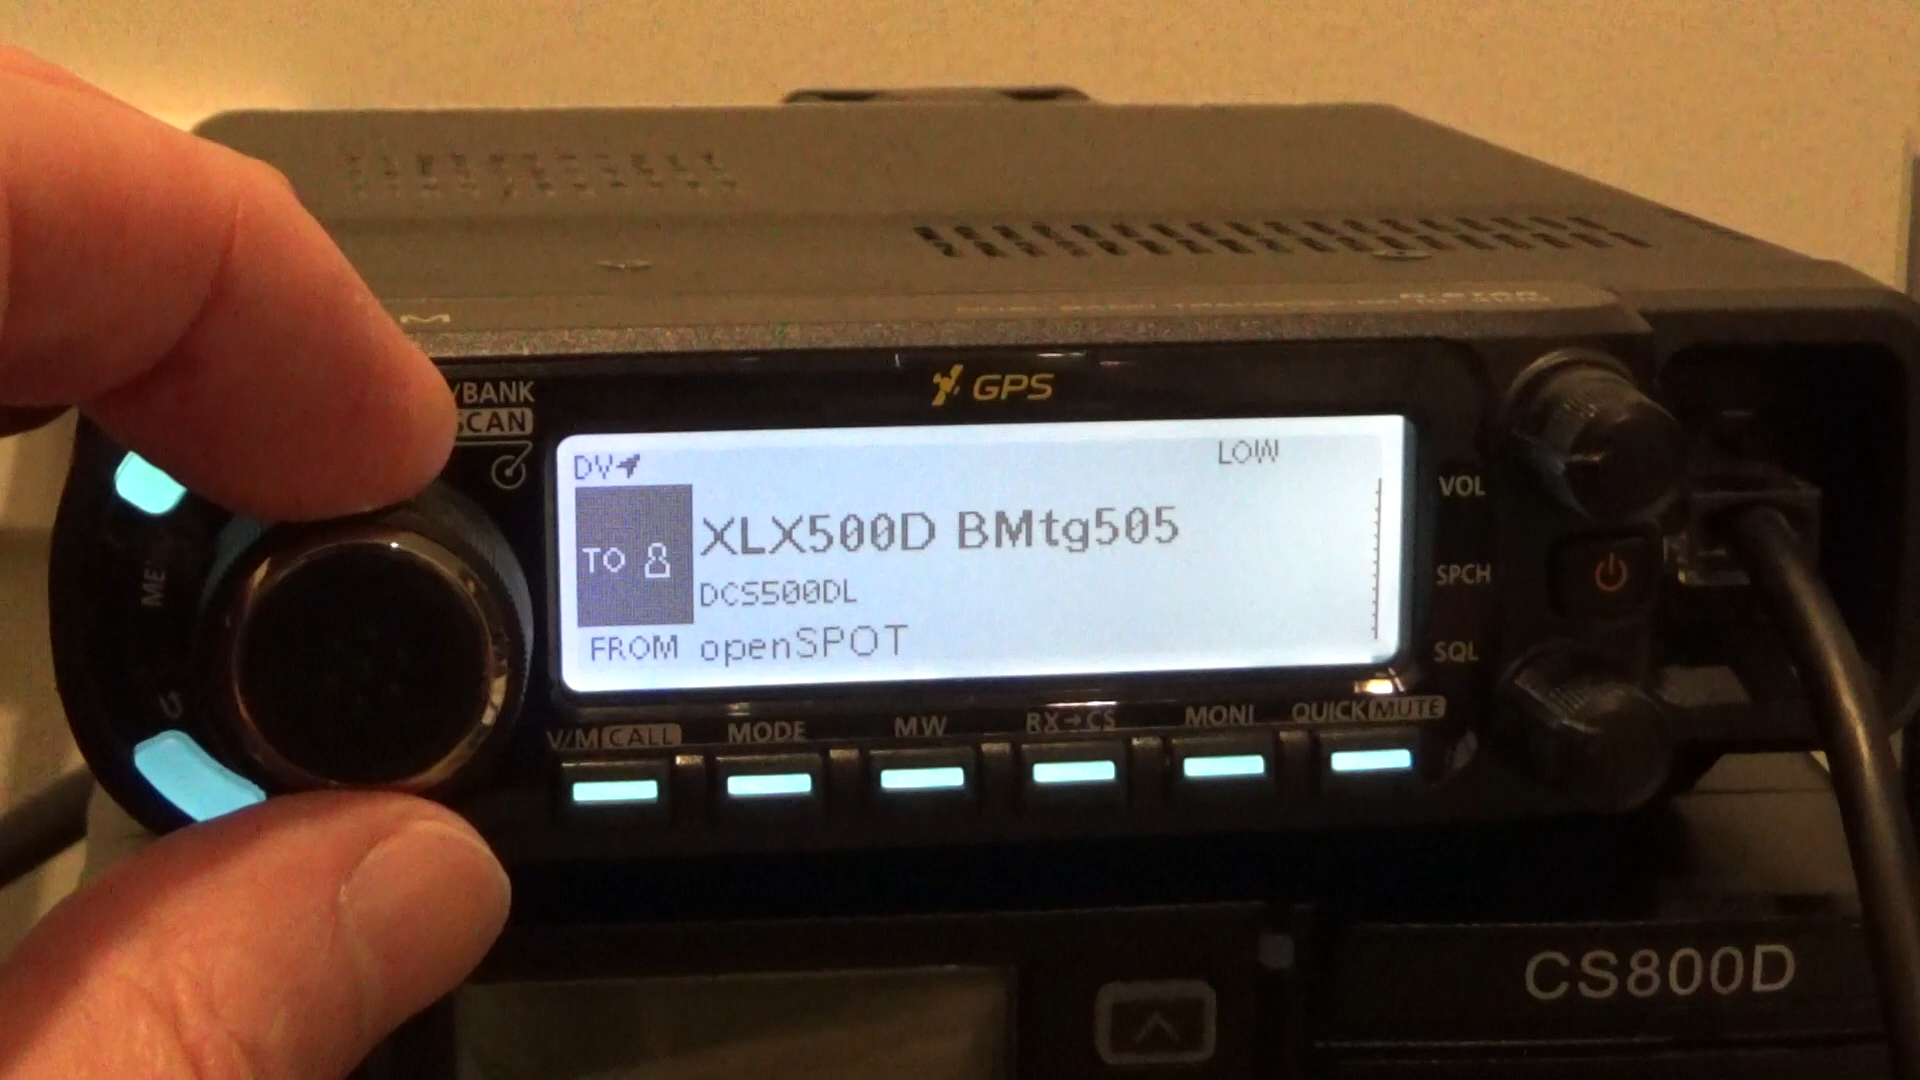 /BANK
SCAN
GPS
DV
LOW
TO
XLX500D BMtg505
DCS500DL
FROM openSPOT
VOL
SPCH
SQL
V/M CALL
MODE
MW
RX→CS
MONI
QUICK MUTE
CS800D